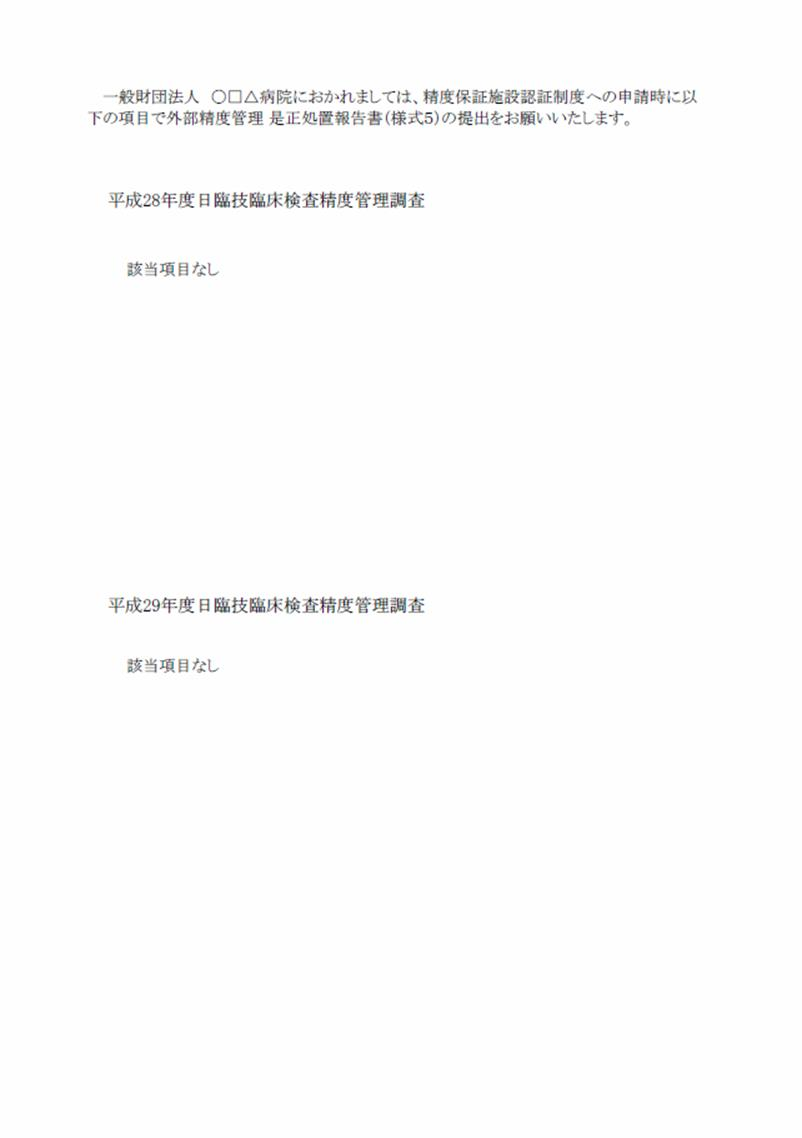 一般財団法人　○□△病院におかれましては、精度保証施設認証制度への申請時に以
下の項目で外部精度管理 是正処置報告書(様式5)の提出をお願いいたします。
平成28年度日臨技臨床検査精度管理調査
該当項目なし
平成29年度日臨技臨床検査精度管理調査
該当項目なし